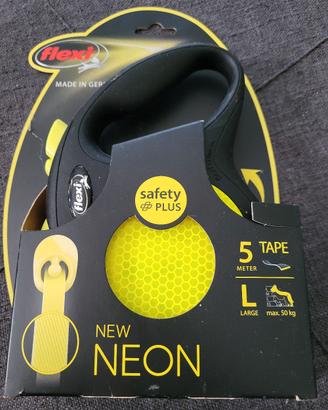 flexi
MADE IN GER
flexi
safety
PLUS
5 TAPE
METER
L
LARGE max. 50 kg
NEW
NEON